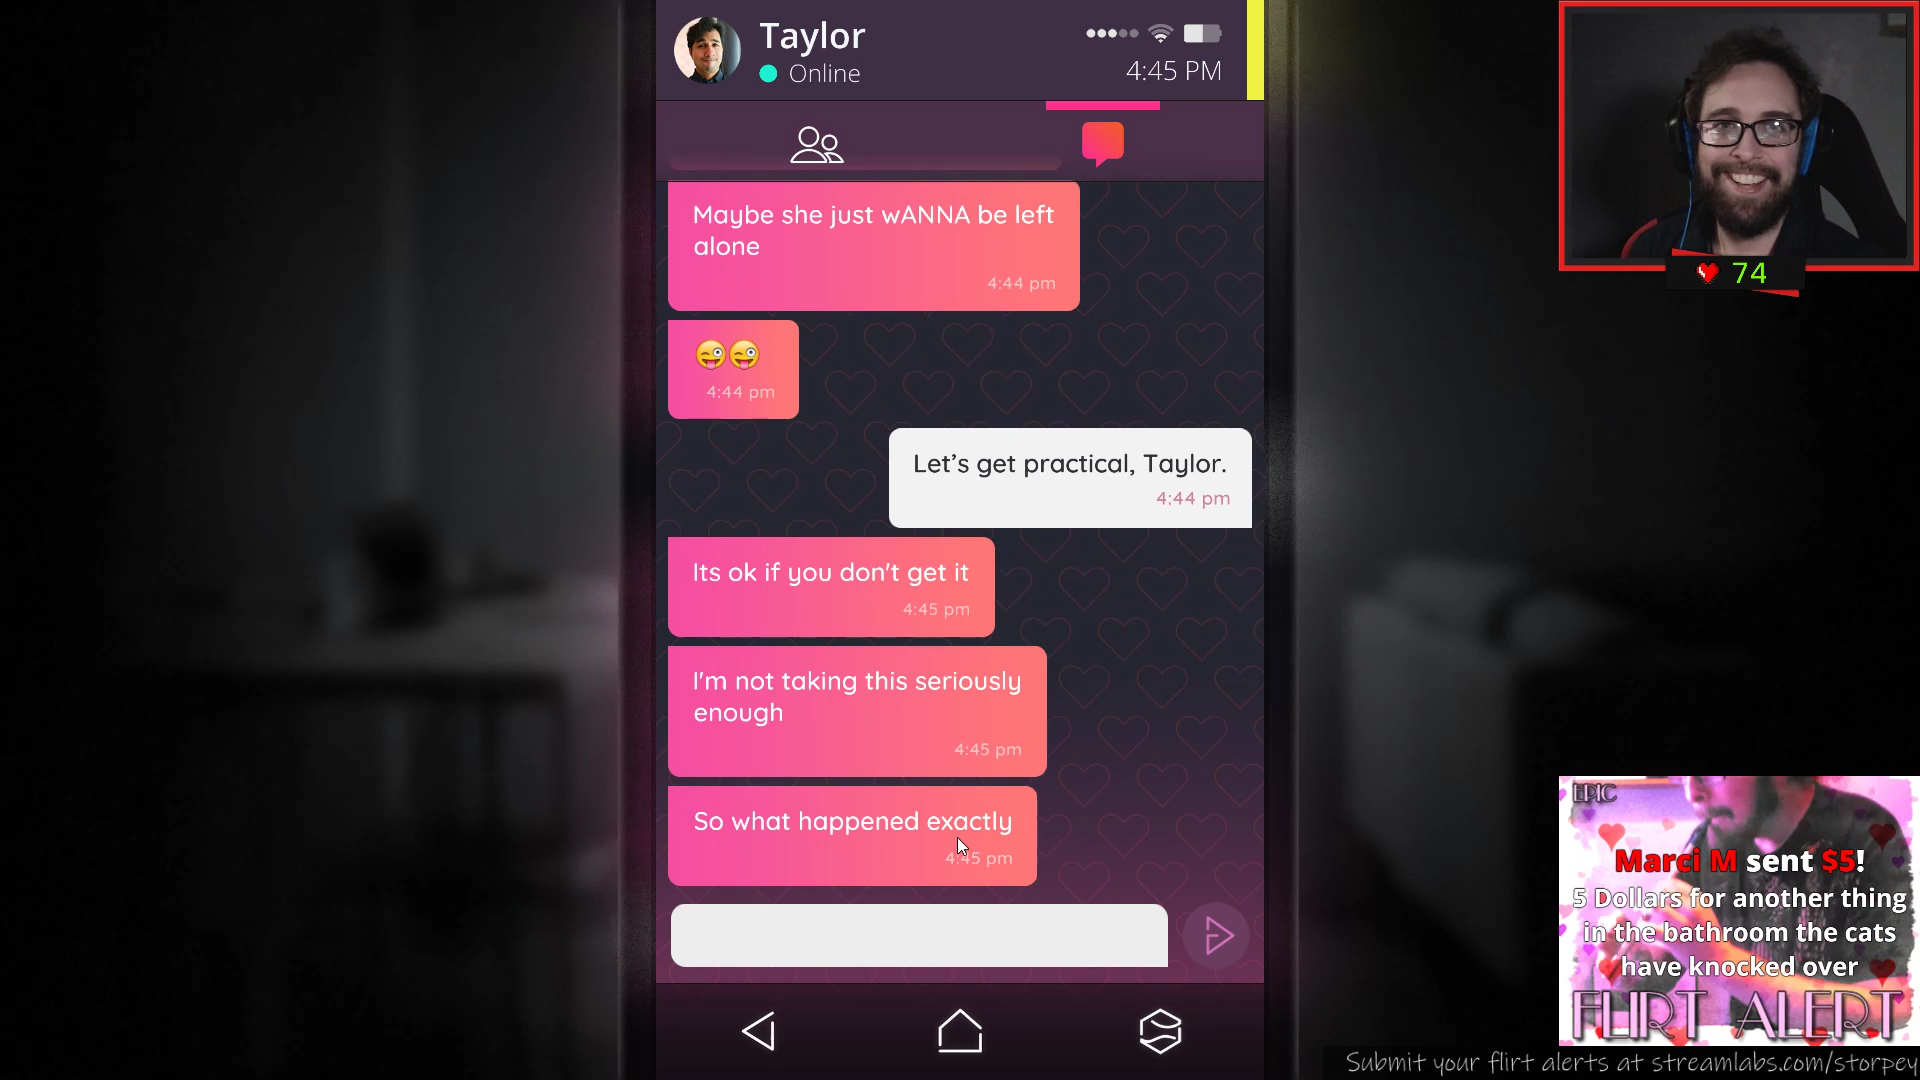 Taylor
Online
4:45 PM
Maybe she just wANNA be left
alone
4:44 pm
4:44 pm
Let’s get practical, Taylor.
4:44 pm
Its ok if you don't get it
4:45 pm
I'm not taking this seriously
enough
4:45 pm
So what happened exactly
4:45 pm
74
EPIC
Marci M sent $5!
5 Dollars for another thing
in the bathroom the cats
have knocked over
FLIRT ALERT
Submit your flirt alerts at streamlabs.com/storpey